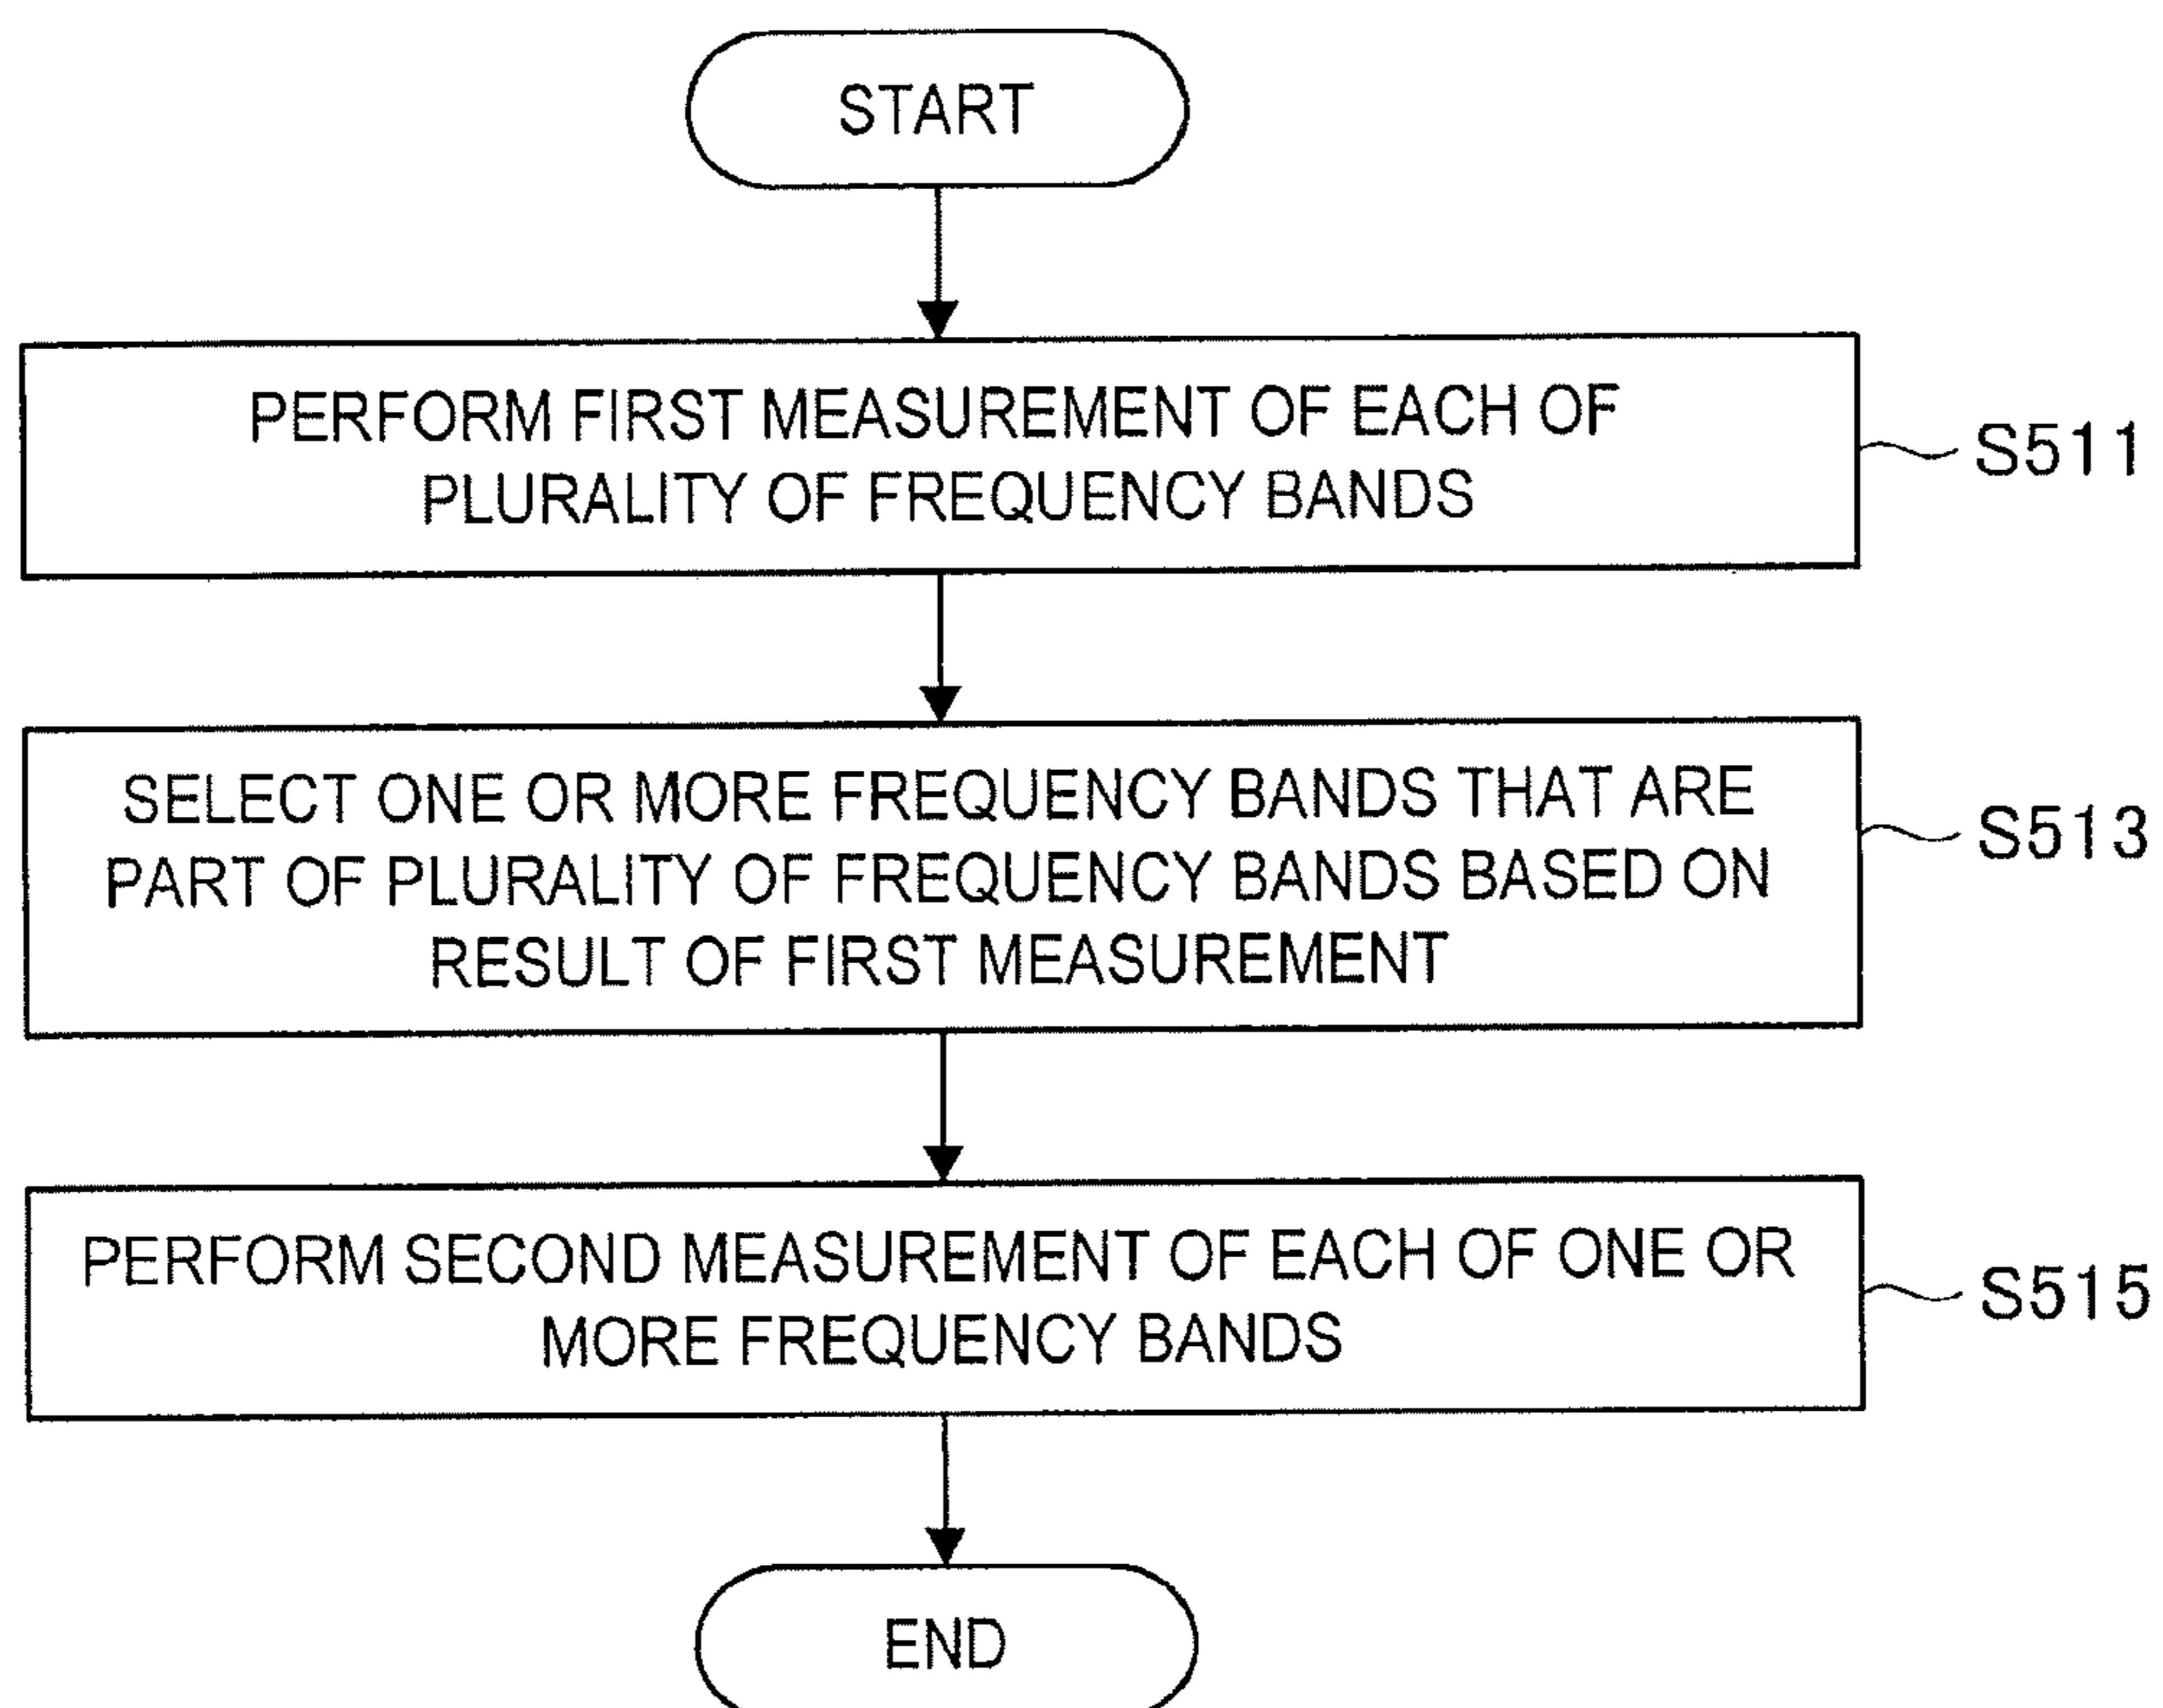 START
PERFORM FIRST MEASUREMENT OF EACH OF
PLURALITY OF FREQUENCY BANDS
S511
SELECT ONE OR MORE FREQUENCY BANDS THAT ARE
PART OF PLURALITY OF FREQUENCY BANDS BASED ON
RESULT OF FIRST MEASUREMENT
S513
PERFORM SECOND MEASUREMENT OF EACH OF ONE OR
MORE FREQUENCY BANDS
S515
END